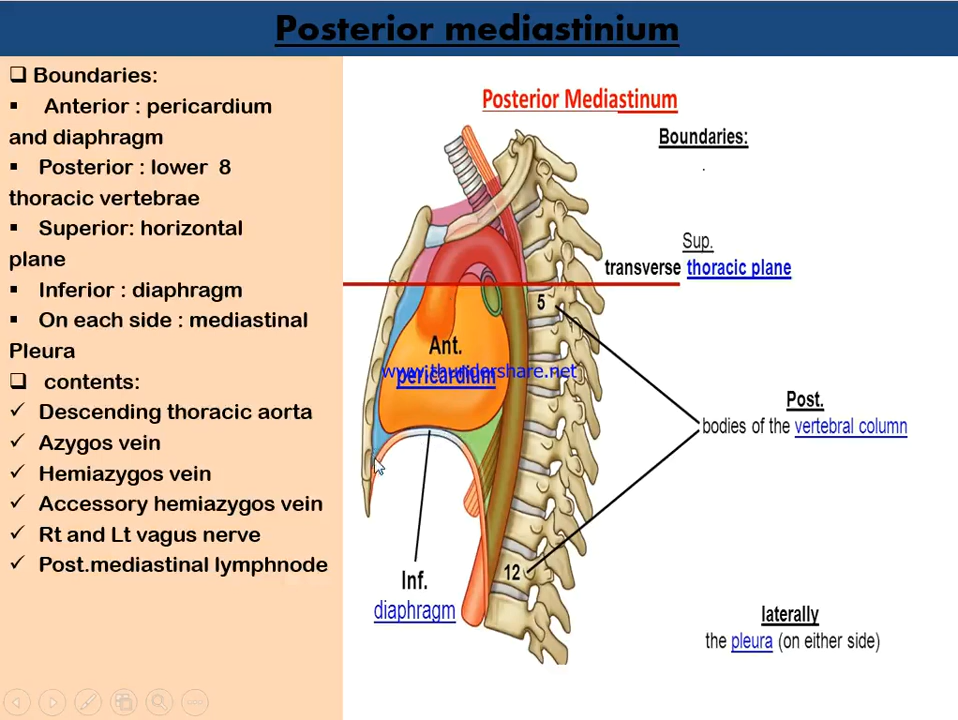 Posterior mediastinium
Boundaries:
Anterior : pericardium
and diaphragm
Posterior : lower 8
thoracic vertebrae
Superior: horizontal
plane
Inferior : diaphragm
On each side : mediastinal
Pleura
contents:
Descending thoracic aorta
Azygos vein
Hemiazygos vein
Accessory hemiazygos vein
Rt and Lt vagus nerve
Post.mediastinal lymphnode
Posterior Mediastinum
Boundaries:
.
Sup.
transverse thoracic plane
5
Ant.
pericardium
www.thundershare.net
Post.
bodies of the vertebral column
12
Inf.
diaphragm
laterally
the pleura (on either side)